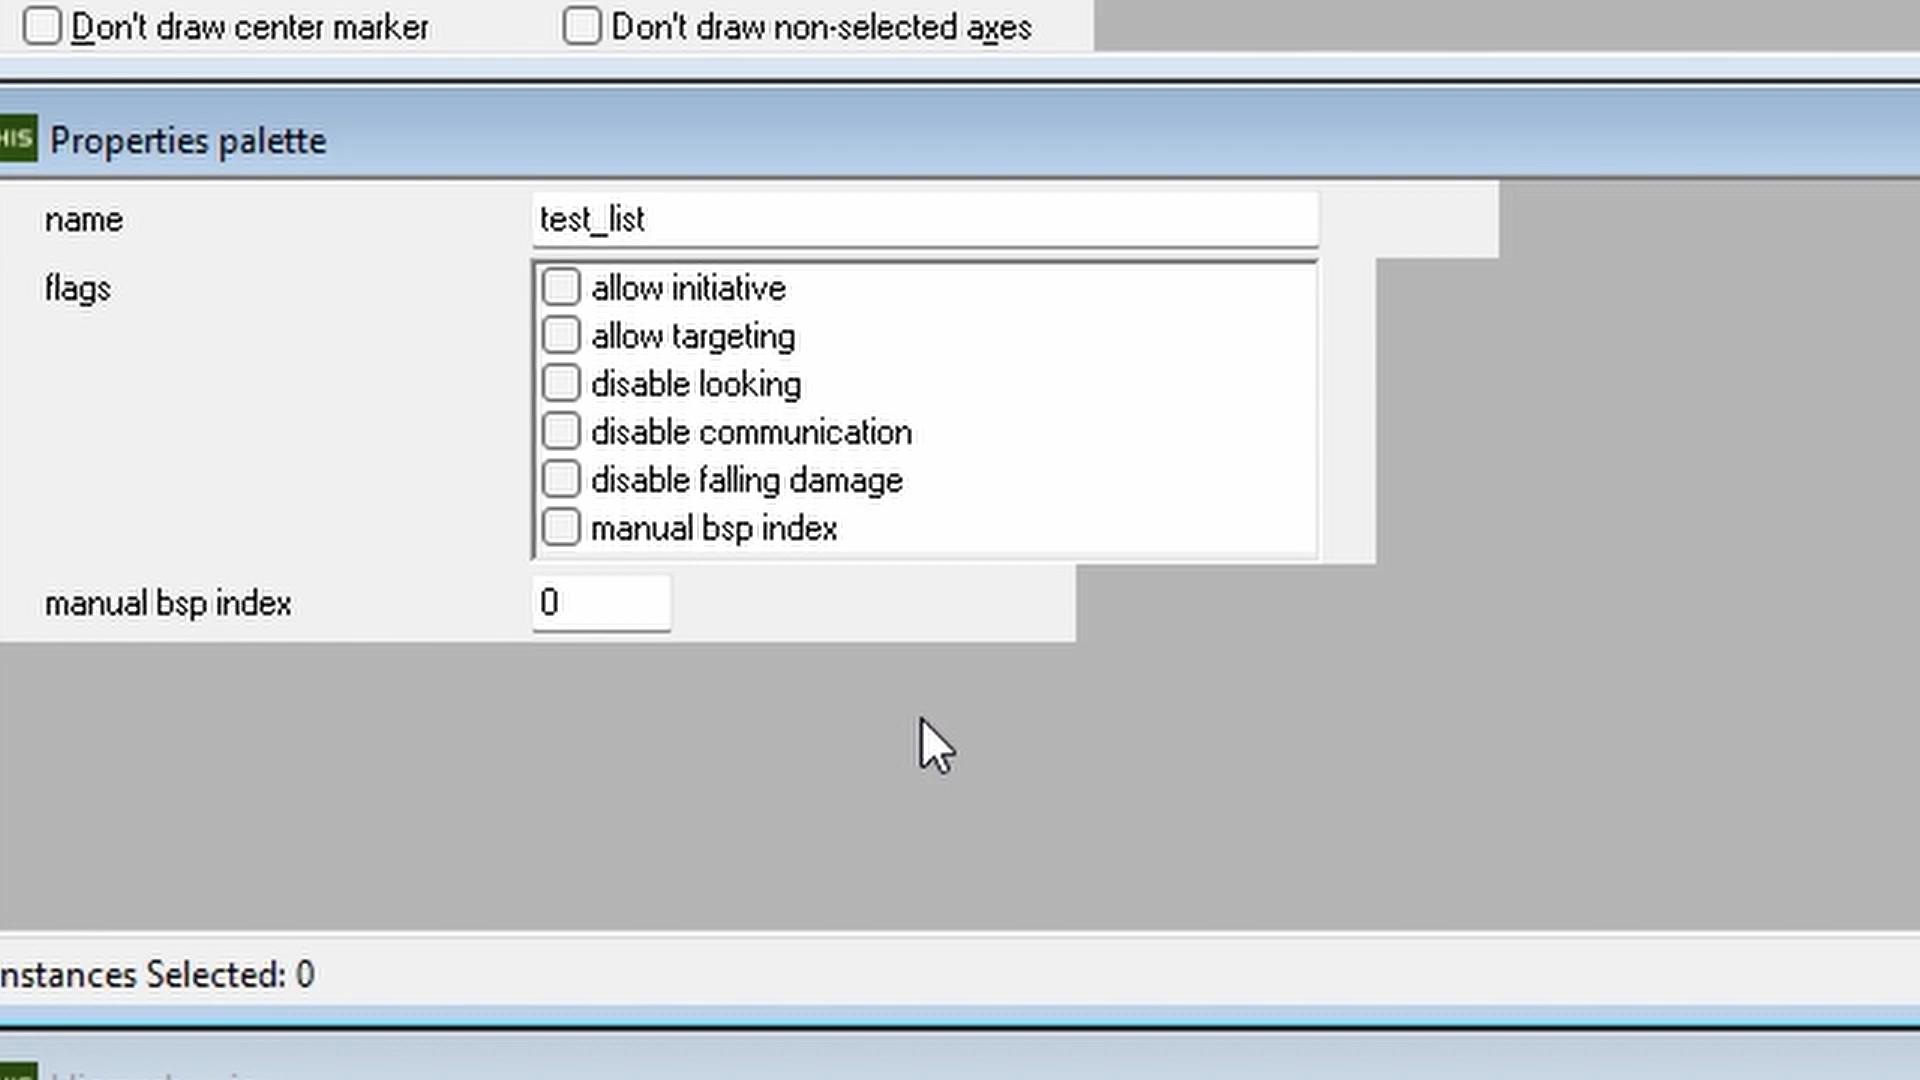 Don't draw center marker Don't draw non-selected axes
HIS Properties palette
name test_list
flags allow initiative
allow targeting
disable looking
disable communication
disable falling damage
manual bsp index
manual bsp index 0
nstances Selected: 0